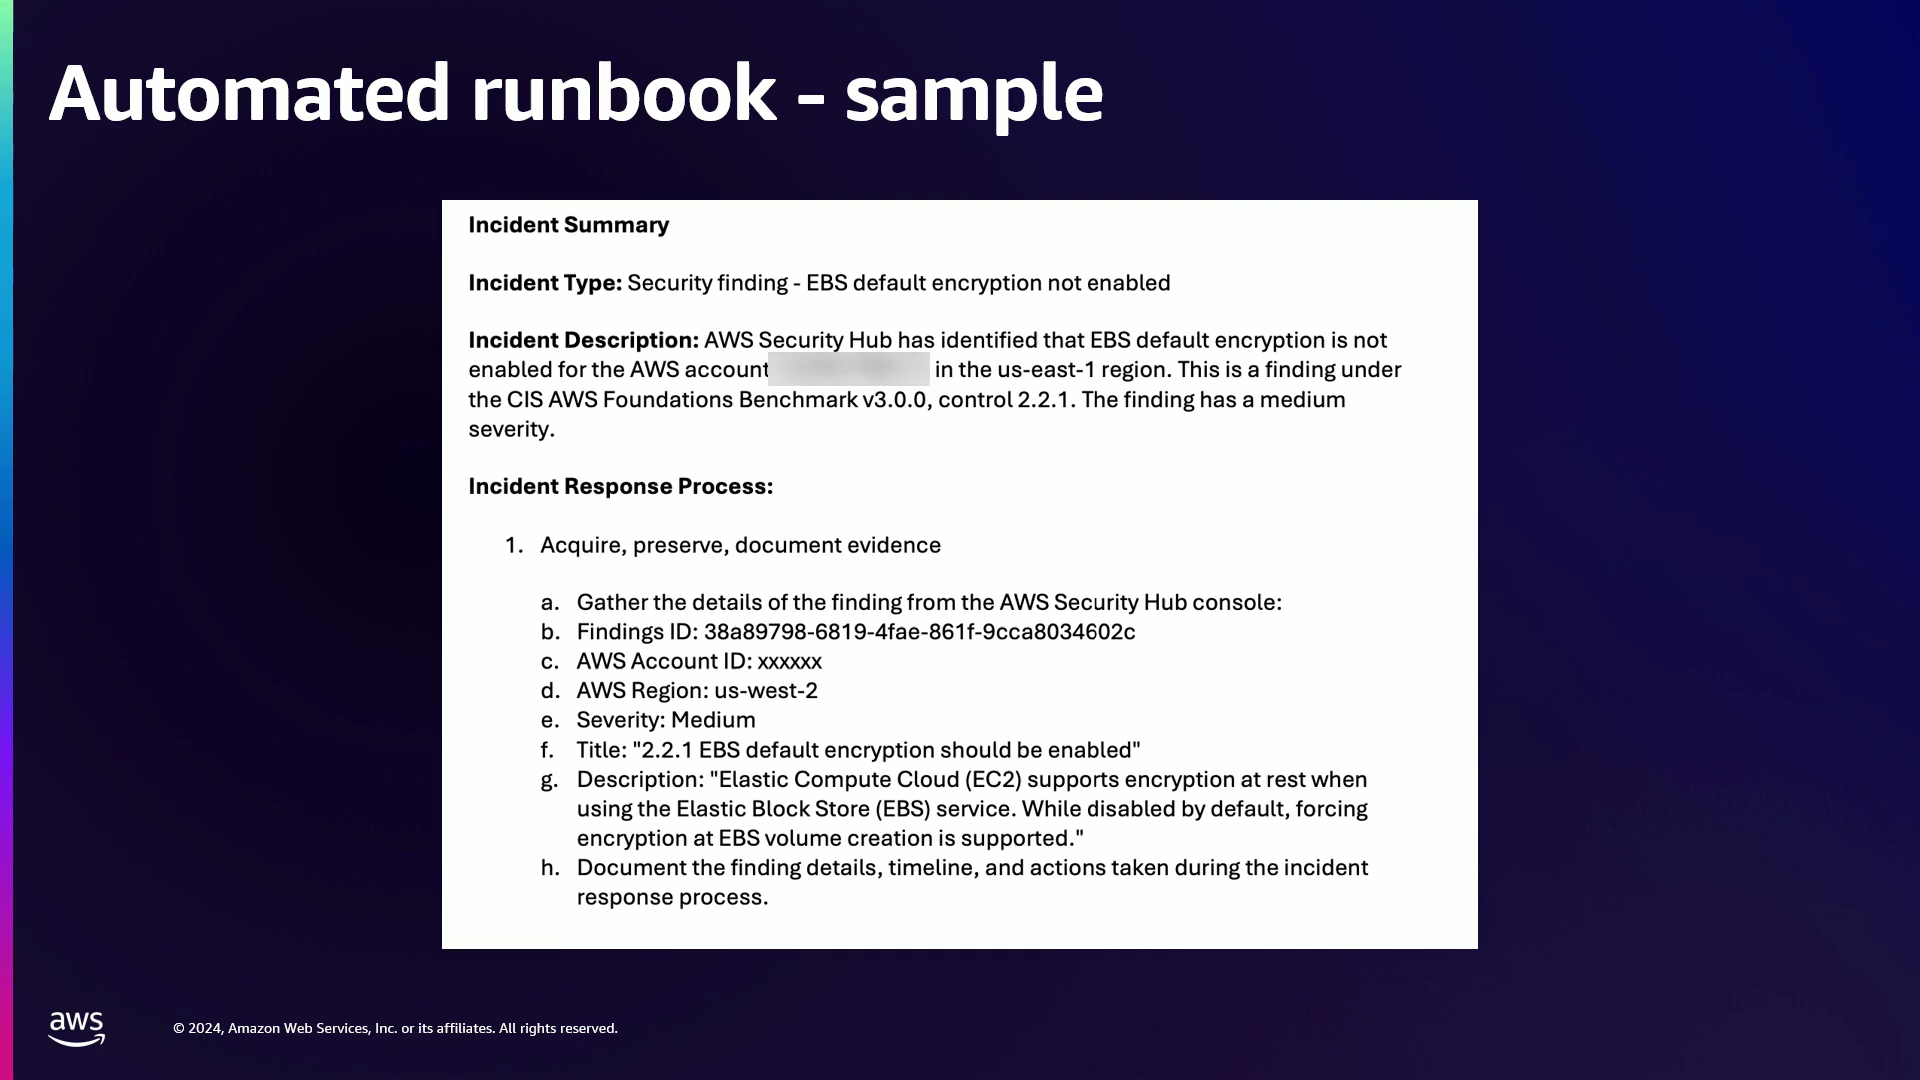 Automated runbook - sample
Incident Summary
Incident Type: Security finding - EBS default encryption not enabled
Incident Description: AWS Security Hub has identified that EBS default encryption is not
enabled for the AWS account in the us-east-1 region. This is a finding under
the CIS AWS Foundations Benchmark v3.0.0, control 2.2.1. The finding has a medium
severity.
Incident Response Process:
1. Acquire, preserve, document evidence
a. Gather the details of the finding from the AWS Security Hub console:
b. Findings ID: 38a89798-6819-4fae-861f-9cca8034602c
c. AWS Account ID: xxxxxx
d. AWS Region: us-west-2
e. Severity: Medium
f. Title: "2.2.1 EBS default encryption should be enabled"
g. Description: "Elastic Compute Cloud (EC2) supports encryption at rest when
using the Elastic Block Store (EBS) service. While disabled by default, forcing
encryption at EBS volume creation is supported."
h. Document the finding details, timeline, and actions taken during the incident
response process.
aws
© 2024, Amazon Web Services, Inc. or its affiliates. All rights reserved.